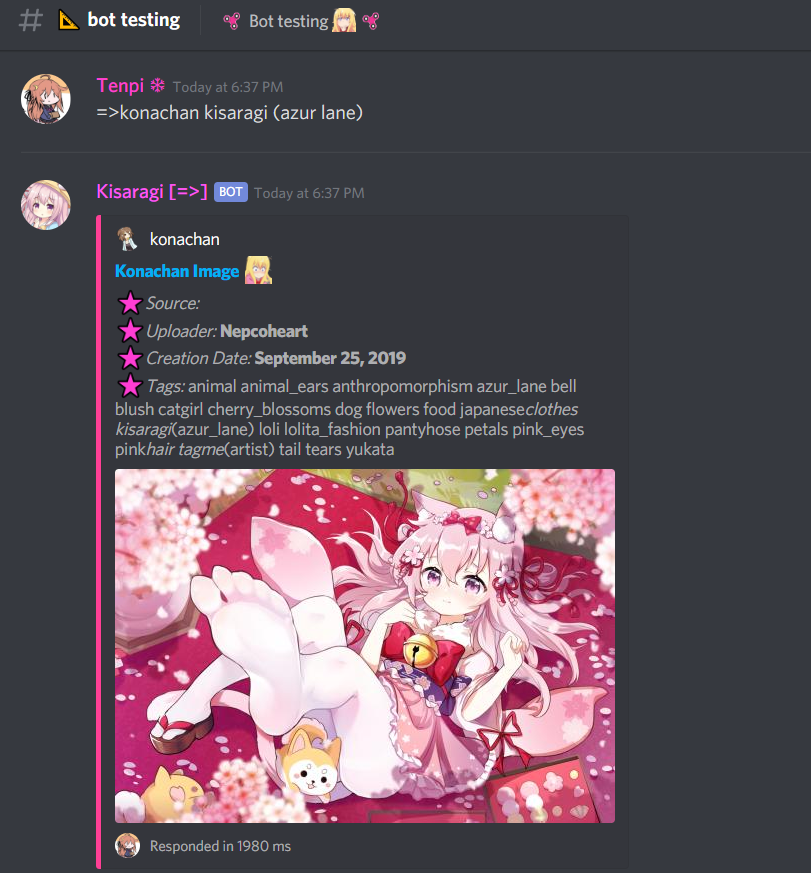 # bot testing Bot testing
Tenpi Today at 6:37 PM
=>konachan kisaragi (azur lane)
Kisaragi [=>] BOT Today at 6:37 PM
konachan
Konachan Image
Source:
Uploader: Nepcoheart
Creation Date: September 25, 2019
Tags: animal animal_ears anthropomorphism azur_lane bell
blush catgirl cherry_blossoms dog flowers food japaneseclothes
kisaragi(azur_lane) loli lolita_fashion pantyhose petals pink_eyes
pinkhair tagme(artist) tail tears yukata
Responded in 1980 ms